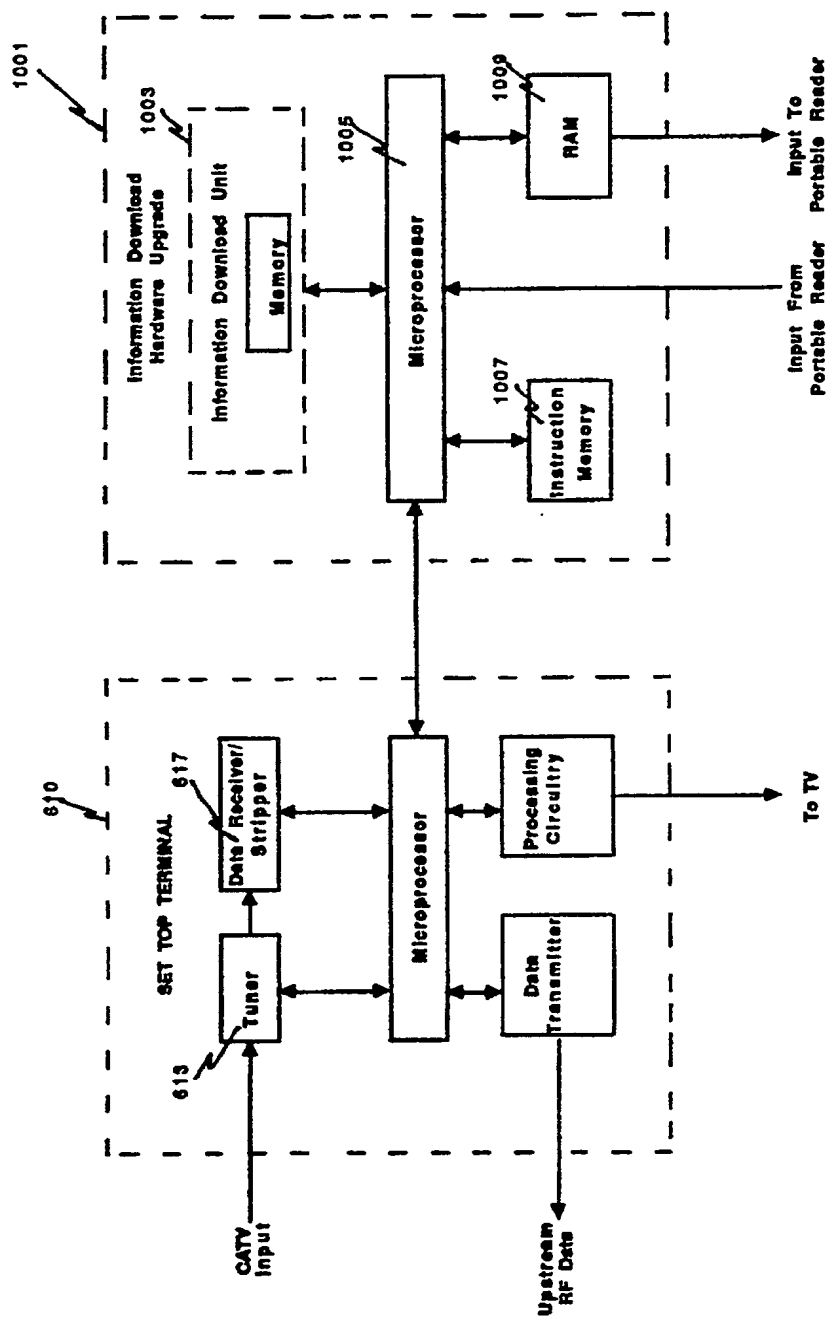 610
SET TOP TERMINAL
617
613
CATV
Input
Tuner
Data Receiver/
Stripper
Microprocessor
Data
Transmitter
Processing
Circuitry
Upstream
RF Data
To TV
1001
Information Download
Hardware Upgrade
1003
Information Download Unit
Memory
1005
Microprocessor
1007
Instruction
Memory
1009
RAM
Input From
Portable Reader
Input To
Portable Reader